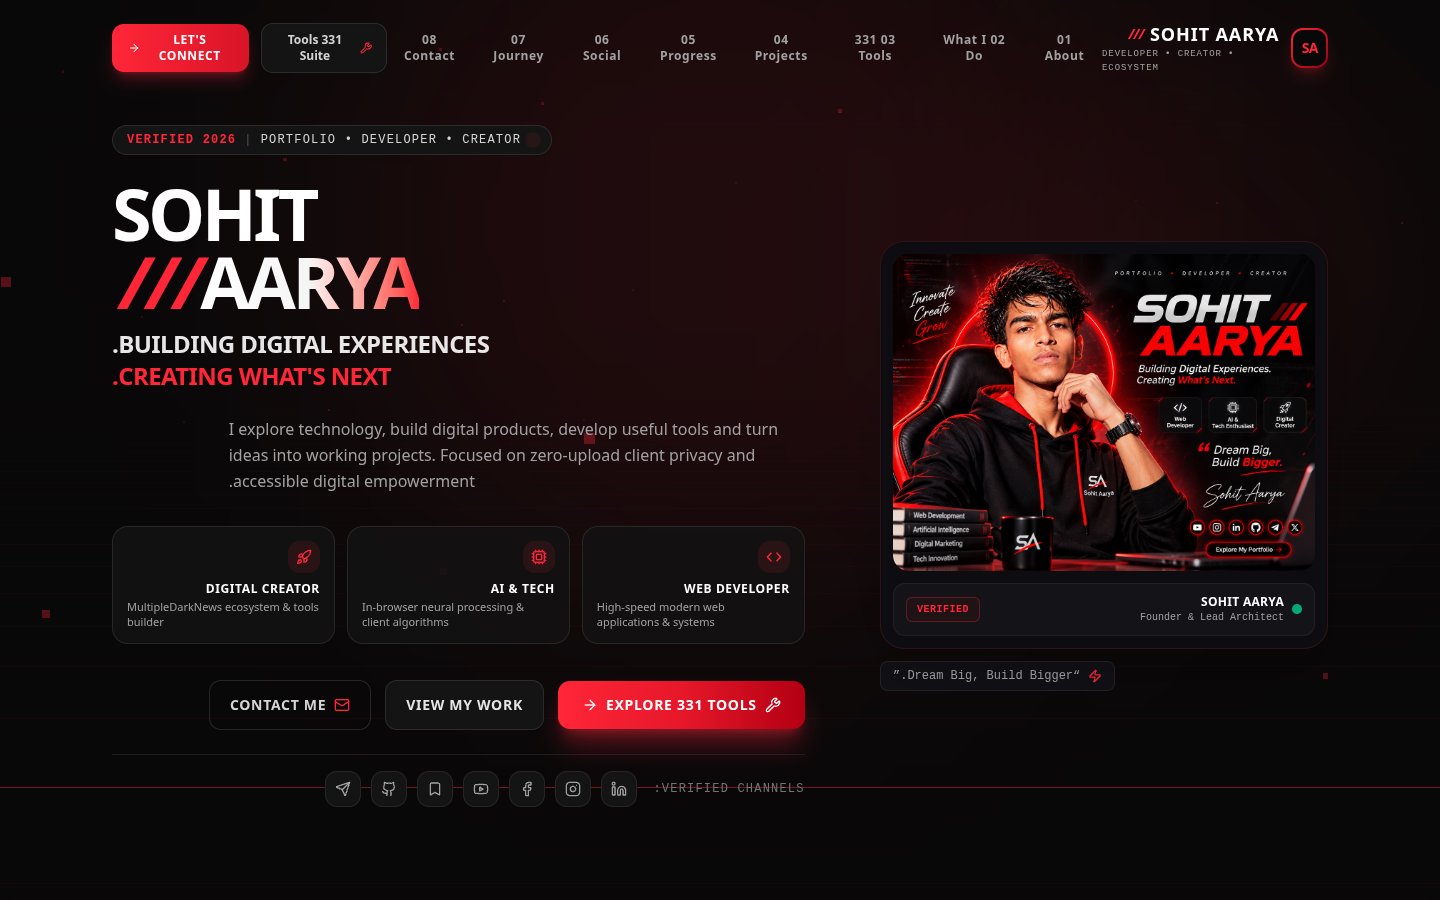 LET'S CONNECT
Tools 331 Suite
08 Contact
07 Journey
06 Social
05 Progress
04 Projects
331 03 Tools
What I 02 Do
01 About
/// SOHIT AARYA
DEVELOPER • CREATOR • ECOSYSTEM
SA
VERIFIED 2026 | PORTFOLIO • DEVELOPER • CREATOR
SOHIT
///AARYA
.BUILDING DIGITAL EXPERIENCES
.CREATING WHAT'S NEXT
I explore technology, build digital products, develop useful tools and turn
ideas into working projects. Focused on zero-upload client privacy and
.accessible digital empowerment
DIGITAL CREATOR
MultipleDarkNews ecosystem & tools
builder
AI & TECH
In-browser neural processing &
client algorithms
WEB DEVELOPER
High-speed modern web
applications & systems
CONTACT ME
VIEW MY WORK
EXPLORE 331 TOOLS
:VERIFIED CHANNELS
PORTFOLIO • DEVELOPER • CREATOR
Innovate
Create
Grow
SOHIT ///
AARYA
Building Digital Experiences.
Creating What's Next.
Web
Developer
AI &
Tech Enthusiast
Digital
Creator
“ Dream Big,
Build Bigger.
Sohit Aarya
SA
Sohit Aarya
Web Development
Artificial Intelligence
Digital Marketing
Tech Innovation
SA
Explore My Portfolio
VERIFIED
SOHIT AARYA
Founder & Lead Architect
”.Dream Big, Build Bigger“